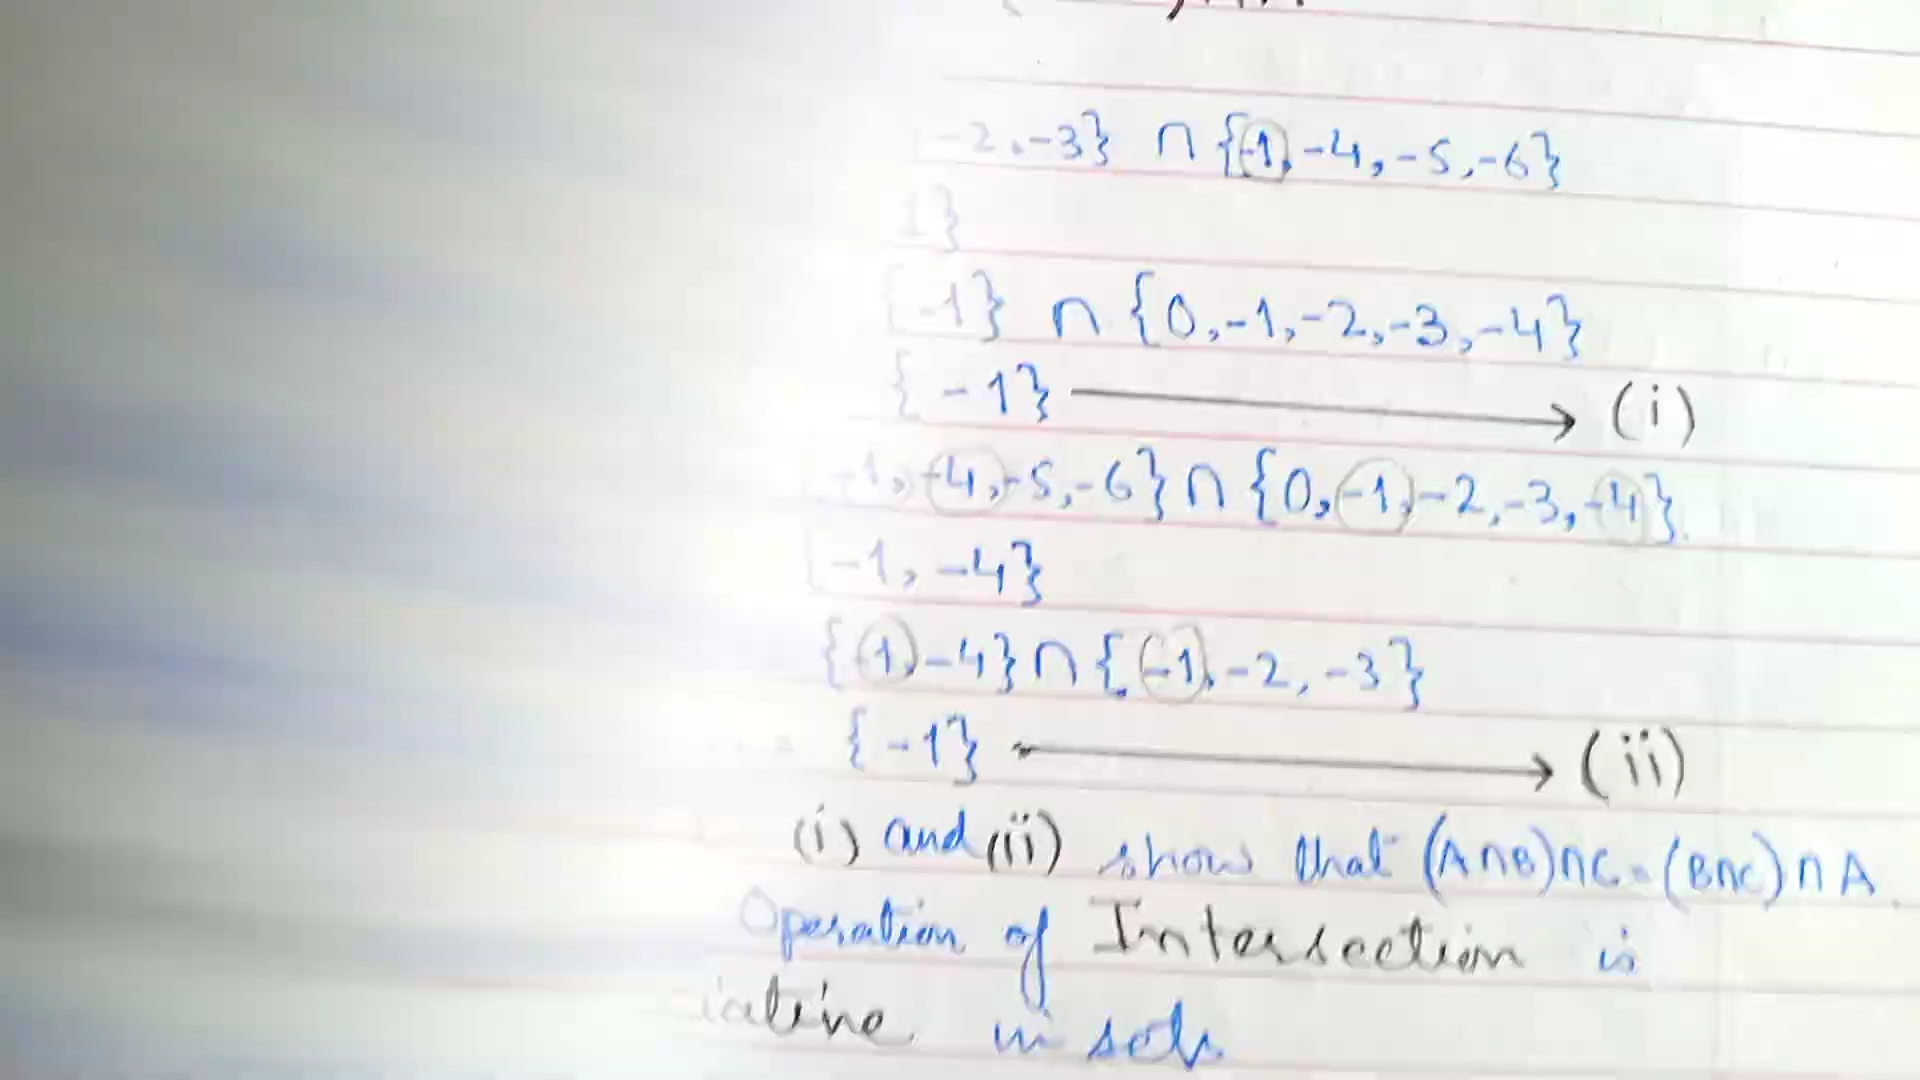 -2,-3} ∩ {-1,-4,-5,-6}
1}
{-1} ∩ {0,-1,-2,-3,-4}
{-1} → (i)
-1,-4,-5,-6} ∩ {0,-1,-2,-3,-4}.
-1,-4}
{-1,-4} ∩ {-1,-2,-3}
{-1} → (ii)
(i) and (ii) show that (A∩B)∩C=(B∩C)∩A.
Operation of Intersection is
in sets